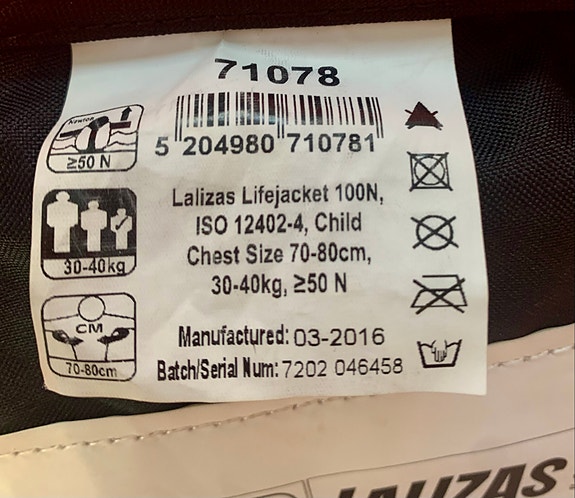 71078
5 204980 710781
Newton
≥50 N
30-40kg
CM
70-80cm
Lalizas Lifejacket 100N,
ISO 12402-4, Child
Chest Size 70-80cm,
30-40kg, ≥50 N
Manufactured: 03-2016
Batch/Serial Num: 7202 046458
LALIZAS